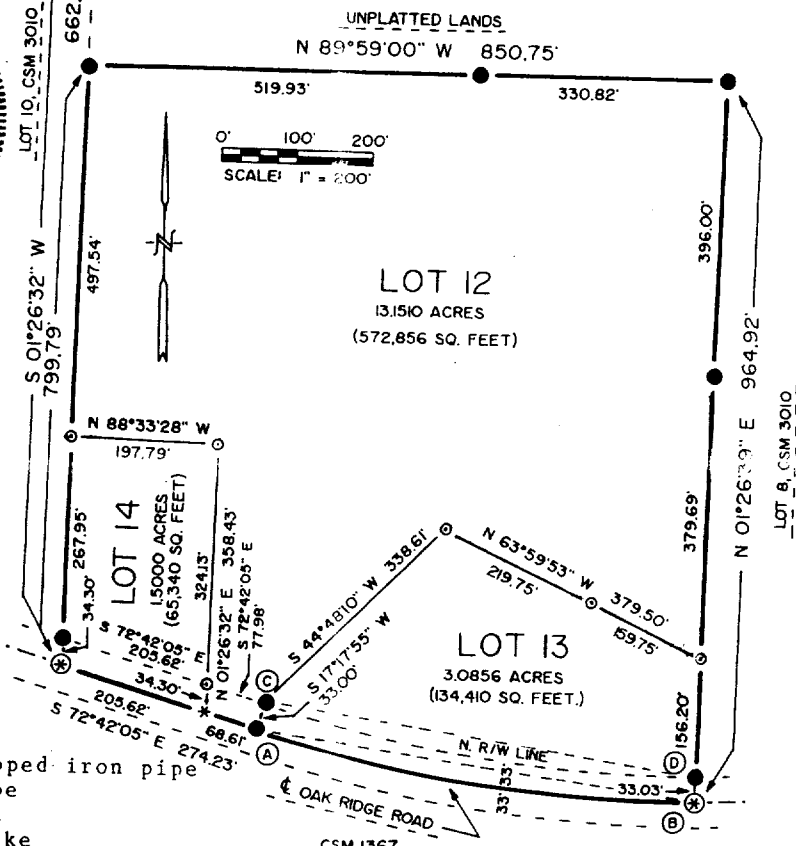 UNPLATTED LANDS
N 89°59'00" W 850.75'
662.
519.93'
330.82'
LOT 10, CSM 3010
0' 100' 200'
SCALE: 1" = 200'
S 01°26'32" W
799.79'
497.54'
396.00'
LOT 12
13.1510 ACRES
(572,856 SQ. FEET)
N 01°26'39" E 964.92'
LOT 8, CSM 3010
N 88°33'28" W
197.79'
379.69'
267.95'
34.30'
LOT 14
1.5000 ACRES
(65,340 SQ. FEET)
324.13'
N 01°26'32" E 358.43'
S 72°42'05" E
77.98'
S 44°48'10" W 338.61'
N 63°59'53" W 379.50'
219.75'
159.75'
S 17°17'55" W
33.00'
LOT 13
3.0856 ACRES
(134,410 SQ. FEET.)
156.20'
S 72°42'05" E
205.62'
34.30'
C
N. R/W LINE
D
205.62'
68.61'
S 72°42'05" E 274.23'
A
33' 33'
33.03'
B
℄ OAK RIDGE ROAD
CSM 1367
pped iron pipe
pe
ke